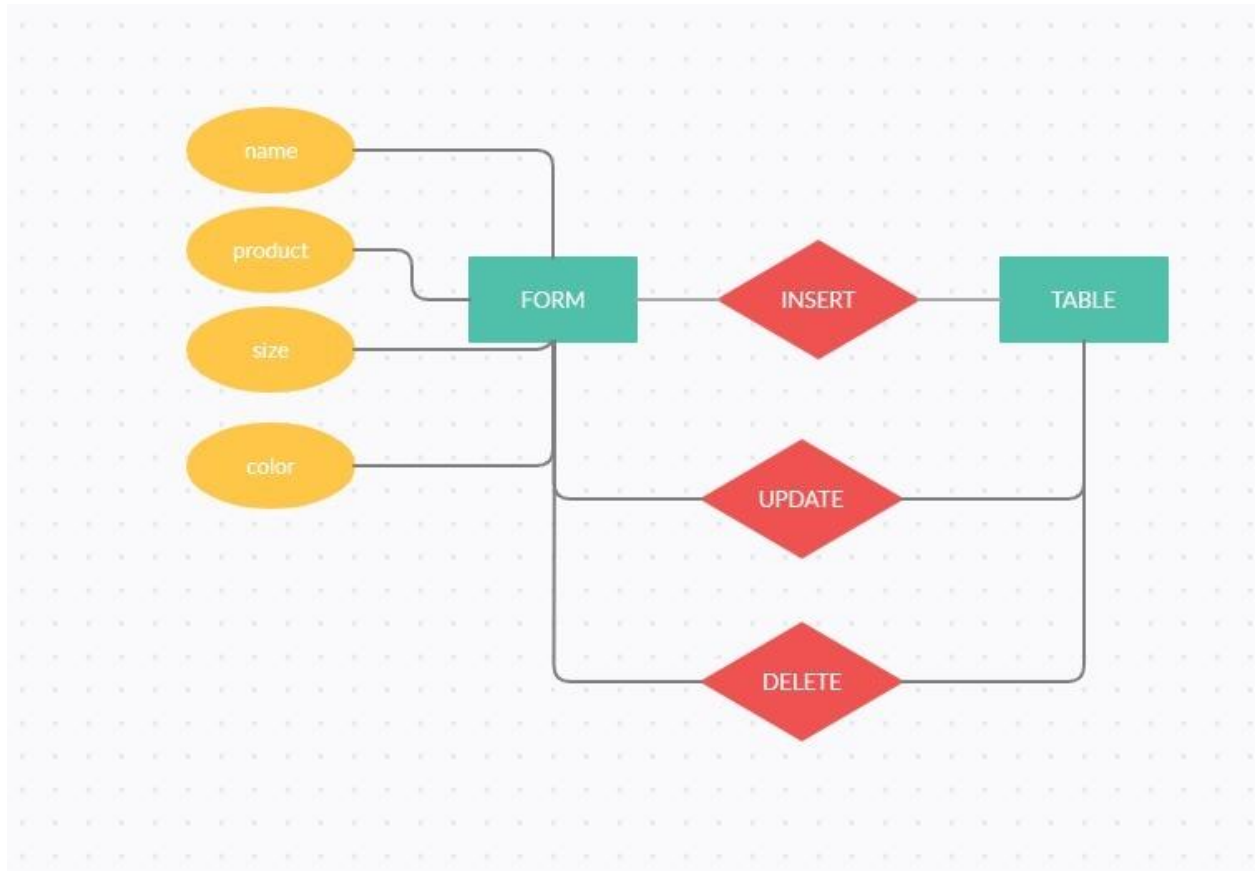 name
product
size
color
FORM
INSERT
TABLE
UPDATE
DELETE